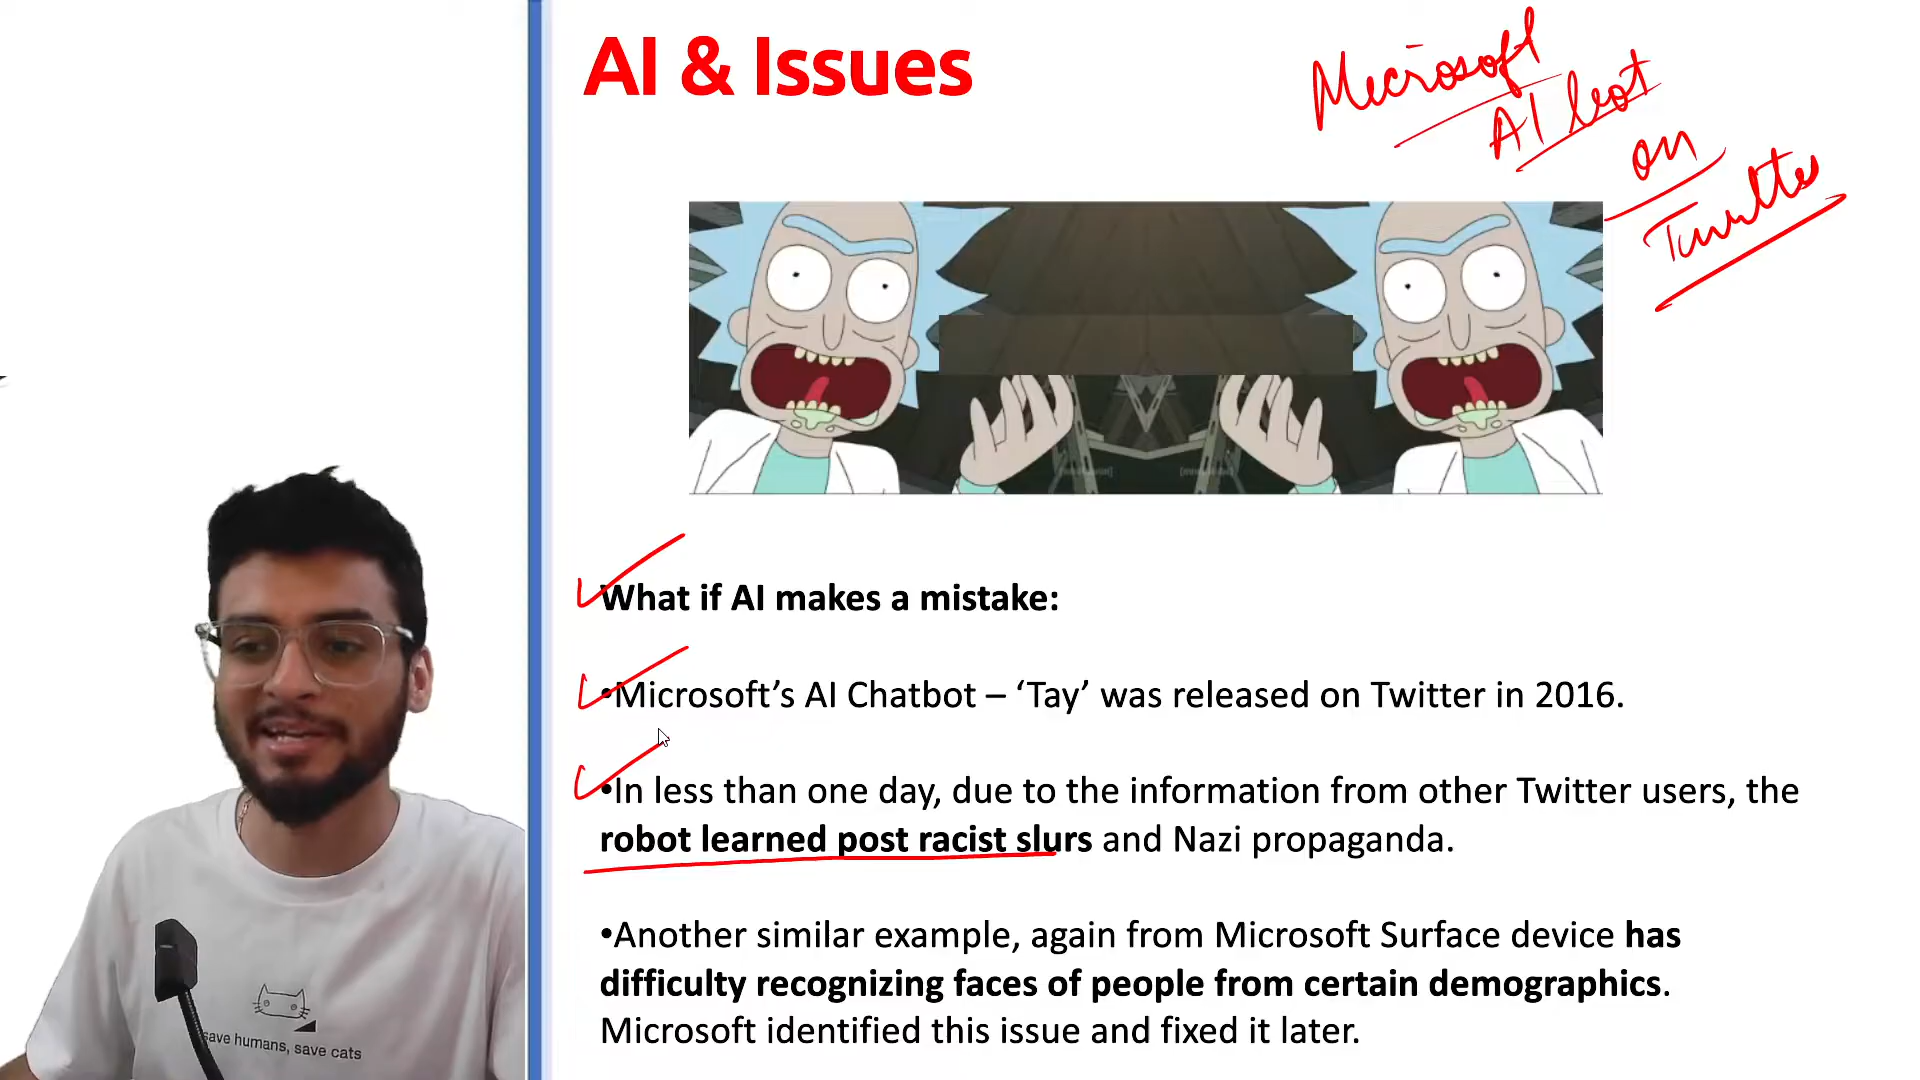 AI & Issues
Mecrosoft
AI bot
on
Twitter
What if AI makes a mistake:
•Microsoft’s AI Chatbot – ‘Tay’ was released on Twitter in 2016.
•In less than one day, due to the information from other Twitter users, the
robot learned post racist slurs and Nazi propaganda.
•Another similar example, again from Microsoft Surface device has
difficulty recognizing faces of people from certain demographics.
Microsoft identified this issue and fixed it later.
save humans, save cats